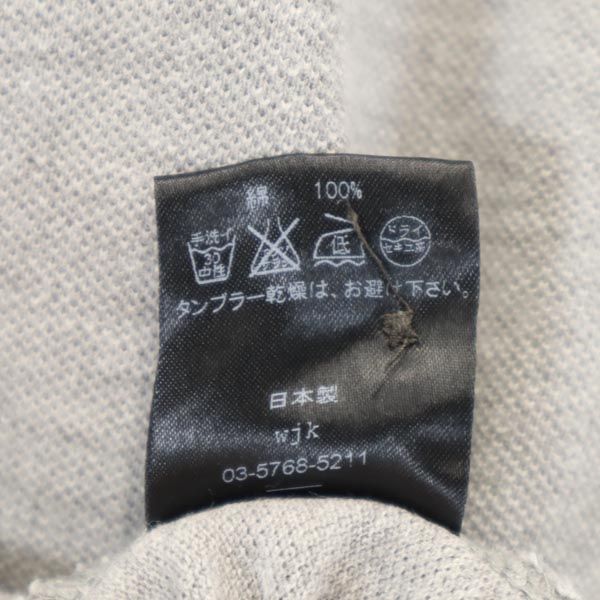 綿 100%
手洗イ
30
中性
低
ドライ
セキユ系
タンブラー乾燥は、お避け下さい。
日本製
wjk
03-5768-5211